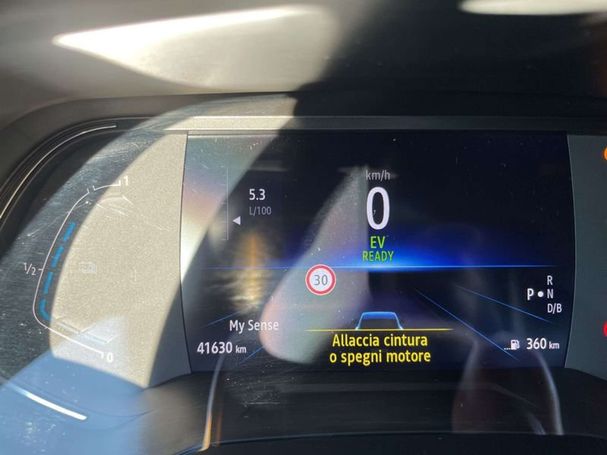 km/h
5.3
L/100
0
EV
READY
1
1/2
0
30
R
P N
D/B
My Sense
41630 km
Allaccia cintura
o spegni motore
...360 km